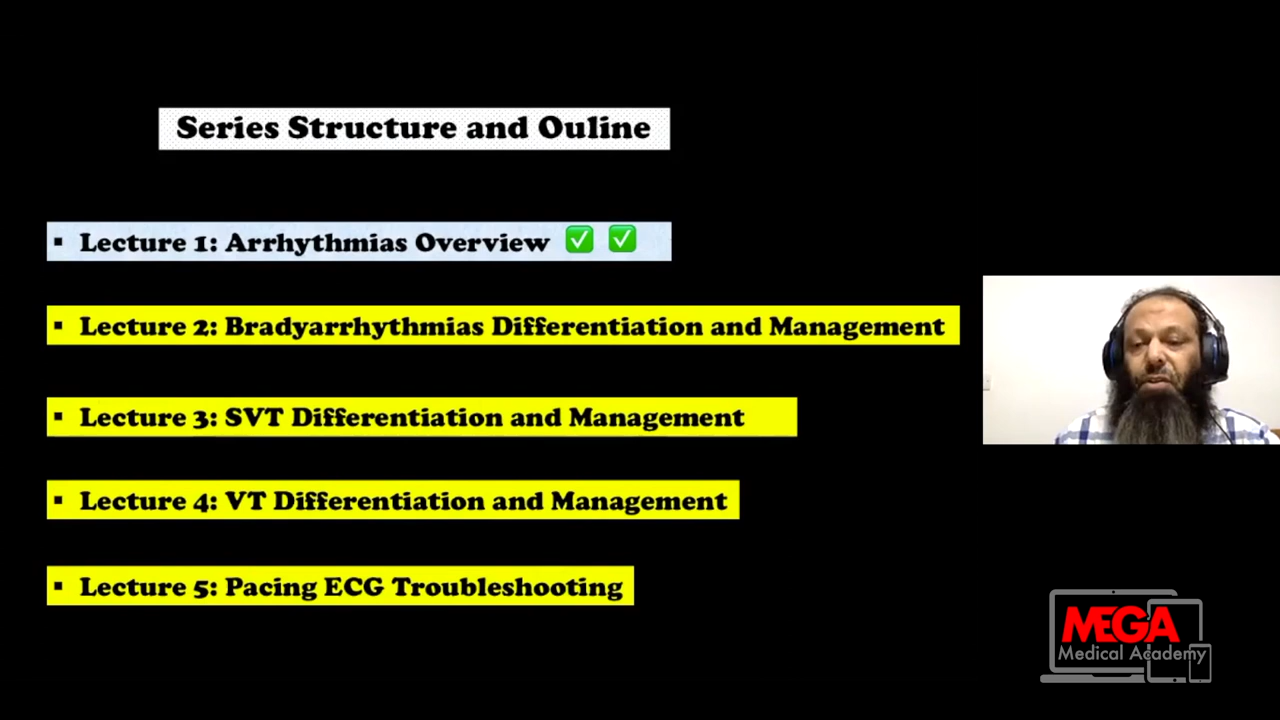 Series Structure and Ouline
▪ Lecture 1: Arrhythmias Overview ✅ ✅
▪ Lecture 2: Bradyarrhythmias Differentiation and Management
▪ Lecture 3: SVT Differentiation and Management
▪ Lecture 4: VT Differentiation and Management
▪ Lecture 5: Pacing ECG Troubleshooting
MEGA
Medical Academy